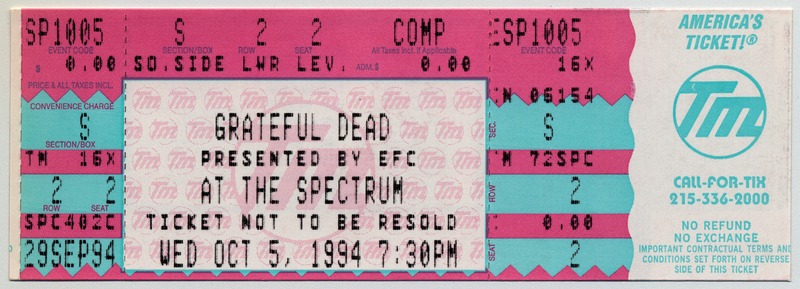 SP1005 S 2 2 COMP ESP1005
EVENT CODE SECTION/BOX ROW SEAT All Taxes Incl. If Applicable EVENT CODE
$ 0.00 SO.SIDE LWR LEV. ADM.$ 0.00 16X
PRICE & ALL TAXES INCL.
CONVENIENCE CHARGE
S
SECTION/BOX
TM 16X
2 2
ROW SEAT
SPC402C
29SEP94
Tm
GRATEFUL DEAD
PRESENTED BY EFC
AT THE SPECTRUM
TICKET NOT TO BE RESOLD
WED OCT 5, 1994 7:30PM
CN 06154
SEC.
S
TM 72SPC
ROW
2
0.00
SEAT
2
AMERICA'S
TICKET!®
Tm
CALL-FOR-TIX
215-336-2000
NO REFUND
NO EXCHANGE
IMPORTANT CONTRACTUAL TERMS AND
CONDITIONS SET FORTH ON REVERSE
SIDE OF THIS TICKET